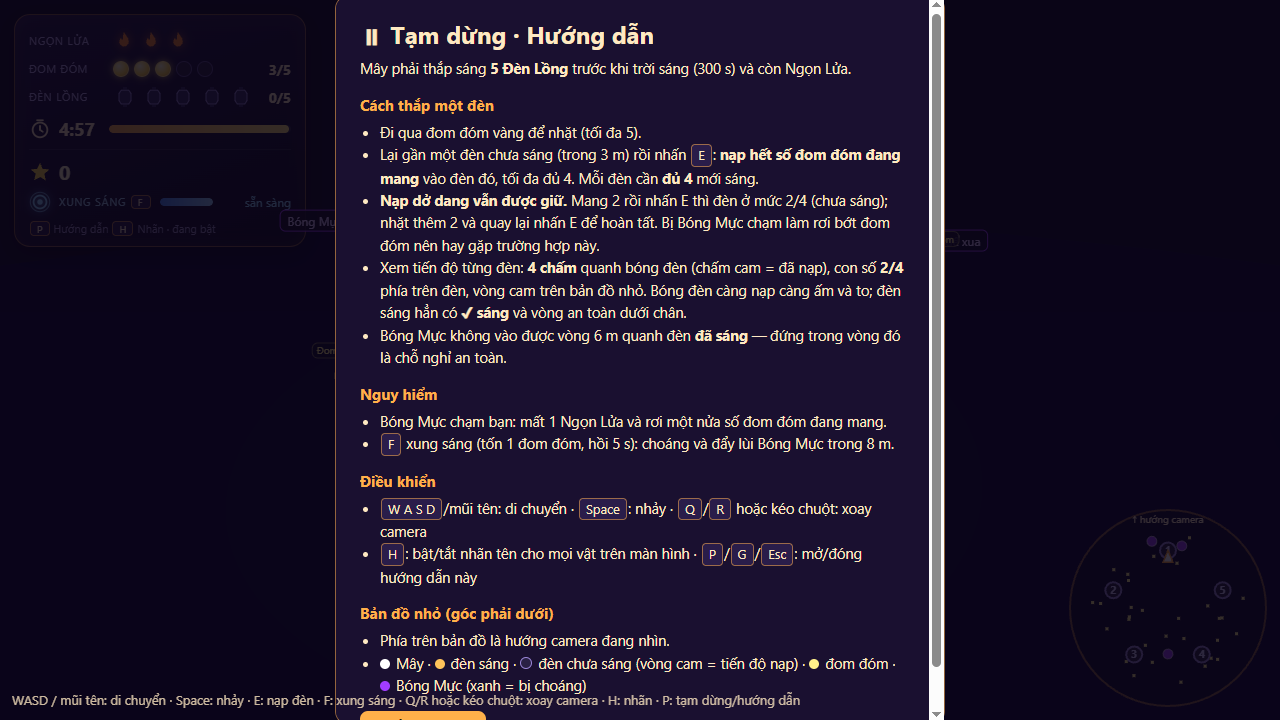 NGỌN LỬA
ĐOM ĐÓM 3/5
ĐÈN LỒNG 0/5
4:57
0
XUNG SÁNG F sẵn sàng
P Hướng dẫn H Nhãn · đang bật
Bóng Mự
xua
Đom
⏸ Tạm dừng · Hướng dẫn
Mây phải thắp sáng 5 Đèn Lồng trước khi trời sáng (300 s) và còn Ngọn Lửa.
Cách thắp một đèn
• Đi qua đom đóm vàng để nhặt (tối đa 5).
• Lại gần một đèn chưa sáng (trong 3 m) rồi nhấn E: nạp hết số đom đóm đang
mang vào đèn đó, tối đa đủ 4. Mỗi đèn cần đủ 4 mới sáng.
• Nạp dở dang vẫn được giữ. Mang 2 rồi nhấn E thì đèn ở mức 2/4 (chưa sáng);
nhặt thêm 2 và quay lại nhấn E để hoàn tất. Bị Bóng Mực chạm làm rơi bớt đom
đóm nên hay gặp trường hợp này.
• Xem tiến độ từng đèn: 4 chấm quanh bóng đèn (chấm cam = đã nạp), con số 2/4
phía trên đèn, vòng cam trên bản đồ nhỏ. Bóng đèn càng nạp càng ấm và to; đèn
sáng hẳn có ✓ sáng và vòng an toàn dưới chân.
• Bóng Mực không vào được vòng 6 m quanh đèn đã sáng — đứng trong vòng đó
là chỗ nghỉ an toàn.
Nguy hiểm
• Bóng Mực chạm bạn: mất 1 Ngọn Lửa và rơi một nửa số đom đóm đang mang.
• F xung sáng (tốn 1 đom đóm, hồi 5 s): choáng và đẩy lùi Bóng Mực trong 8 m.
Điều khiển
• W A S D/mũi tên: di chuyển · Space: nhảy · Q/R hoặc kéo chuột: xoay
camera
• H: bật/tắt nhãn tên cho mọi vật trên màn hình · P/G/Esc: mở/đóng
hướng dẫn này
Bản đồ nhỏ (góc phải dưới)
• Phía trên bản đồ là hướng camera đang nhìn.
• Mây · đèn sáng · đèn chưa sáng (vòng cam = tiến độ nạp) · đom đóm ·
Bóng Mực (xanh = bị choáng)
WASD / mũi tên: di chuyển · Space: nhảy · E: nạp đèn · F: xung sáng · Q/R hoặc kéo chuột: xoay camera · H: nhãn · P: tạm dừng/hướng dẫn
↑ hướng camera
1
2
5
3
4